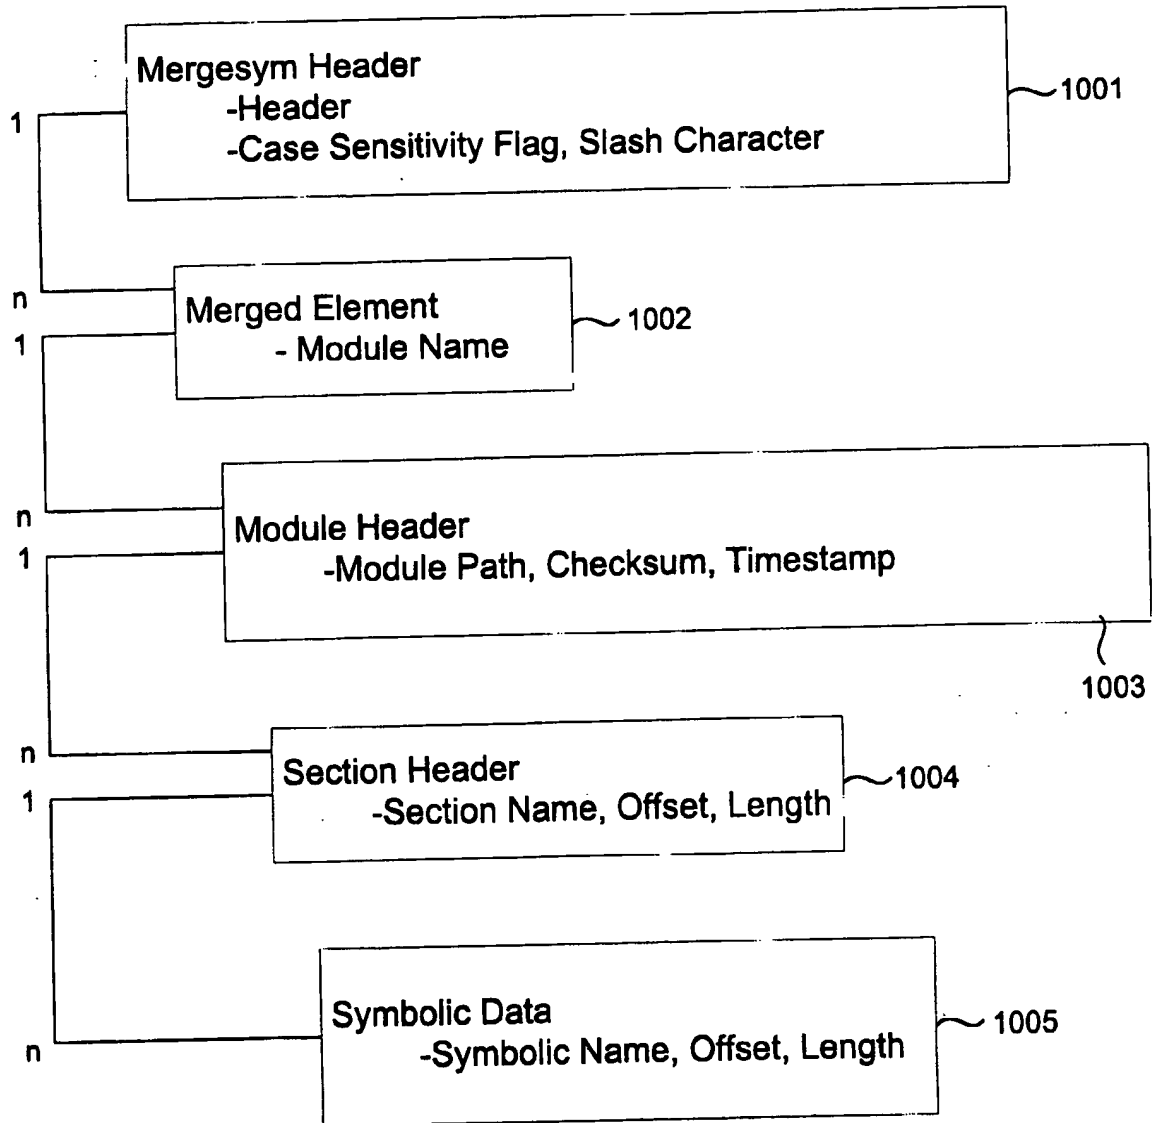 Mergesym Header
-Header
-Case Sensitivity Flag, Slash Character
1001
1
n
Merged Element
- Module Name
1002
1
n
Module Header
-Module Path, Checksum, Timestamp
1003
1
n
Section Header
-Section Name, Offset, Length
1004
1
n
Symbolic Data
-Symbolic Name, Offset, Length
1005